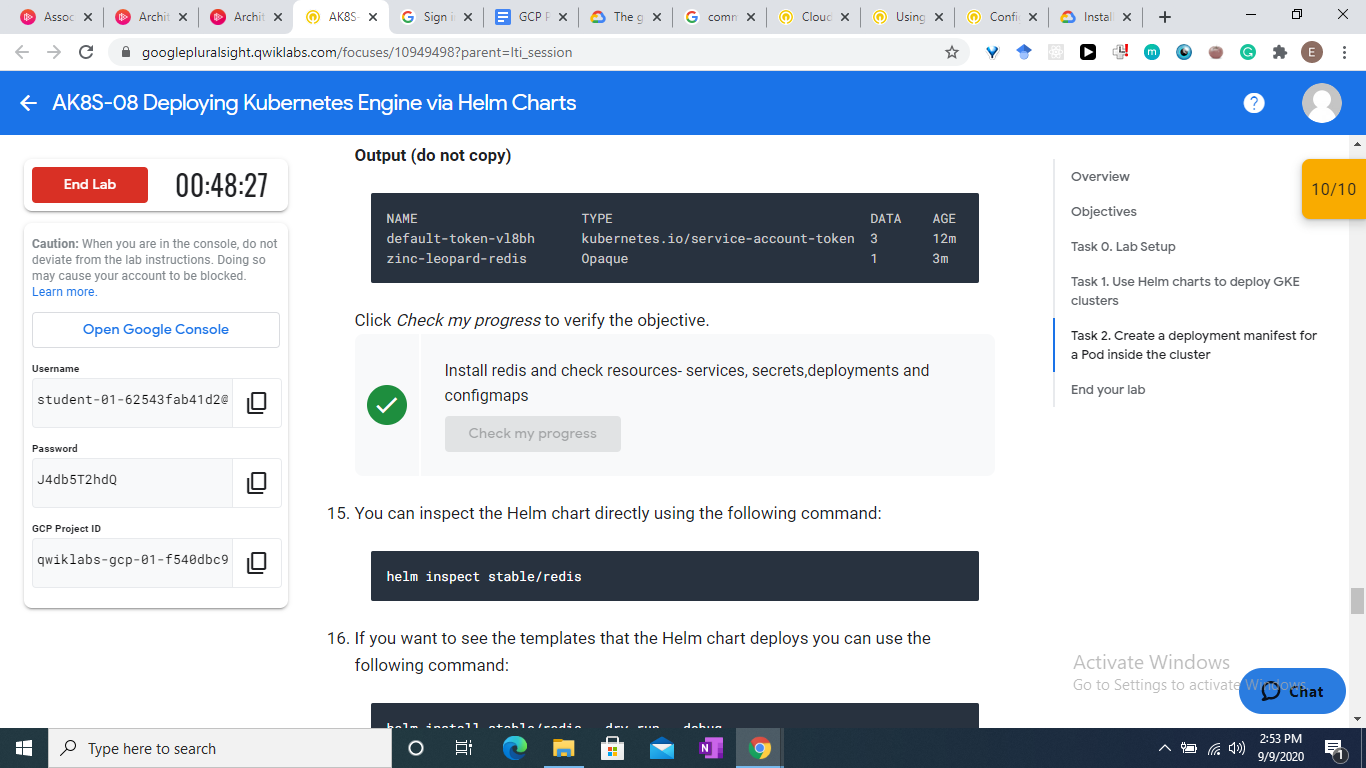 Assoc
Archit
Archit
AK8S-
Sign i
GCP F
The g
comm
Cloud
Using
Confi
Instal
googlepluralsight.qwiklabs.com/focuses/10949498?parent=lti_session
E
AK8S-08 Deploying Kubernetes Engine via Helm Charts
?
End Lab
00:48:27
Caution: When you are in the console, do not
deviate from the lab instructions. Doing so
may cause your account to be blocked.
Learn more.
Open Google Console
Username
student-01-62543fab41d2@
Password
J4db5T2hdQ
GCP Project ID
qwiklabs-gcp-01-f540dbc9
Output (do not copy)
NAME TYPE DATA AGE
default-token-vl8bh kubernetes.io/service-account-token 3 12m
zinc-leopard-redis Opaque 1 3m
Click Check my progress to verify the objective.
Install redis and check resources- services, secrets,deployments and
configmaps
Check my progress
15. You can inspect the Helm chart directly using the following command:
helm inspect stable/redis
16. If you want to see the templates that the Helm chart deploys you can use the
following command:
helm install stable/redis --dry-run --debug
Overview
Objectives
Task 0. Lab Setup
Task 1. Use Helm charts to deploy GKE
clusters
Task 2. Create a deployment manifest for
a Pod inside the cluster
End your lab
10/10
Activate Windows
Go to Settings to activate Windows.
Chat
Type here to search
2:53 PM
9/9/2020
1